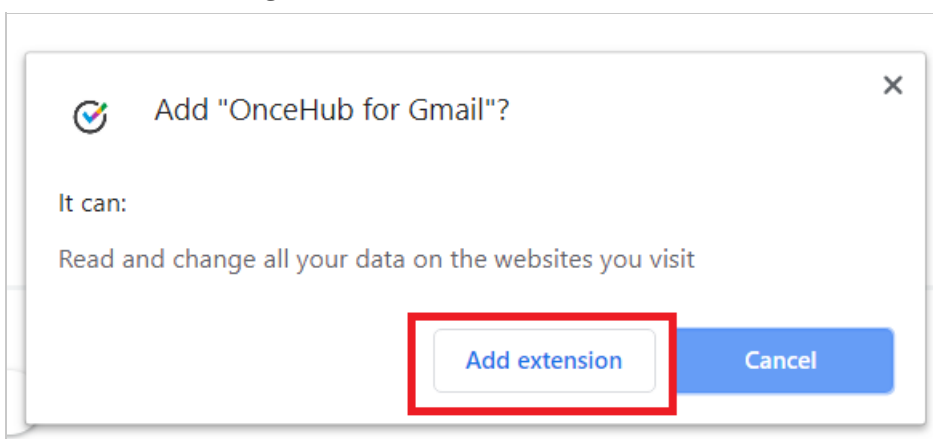 Add "OnceHub for Gmail"?
It can:
Read and change all your data on the websites you visit
Add extension
Cancel